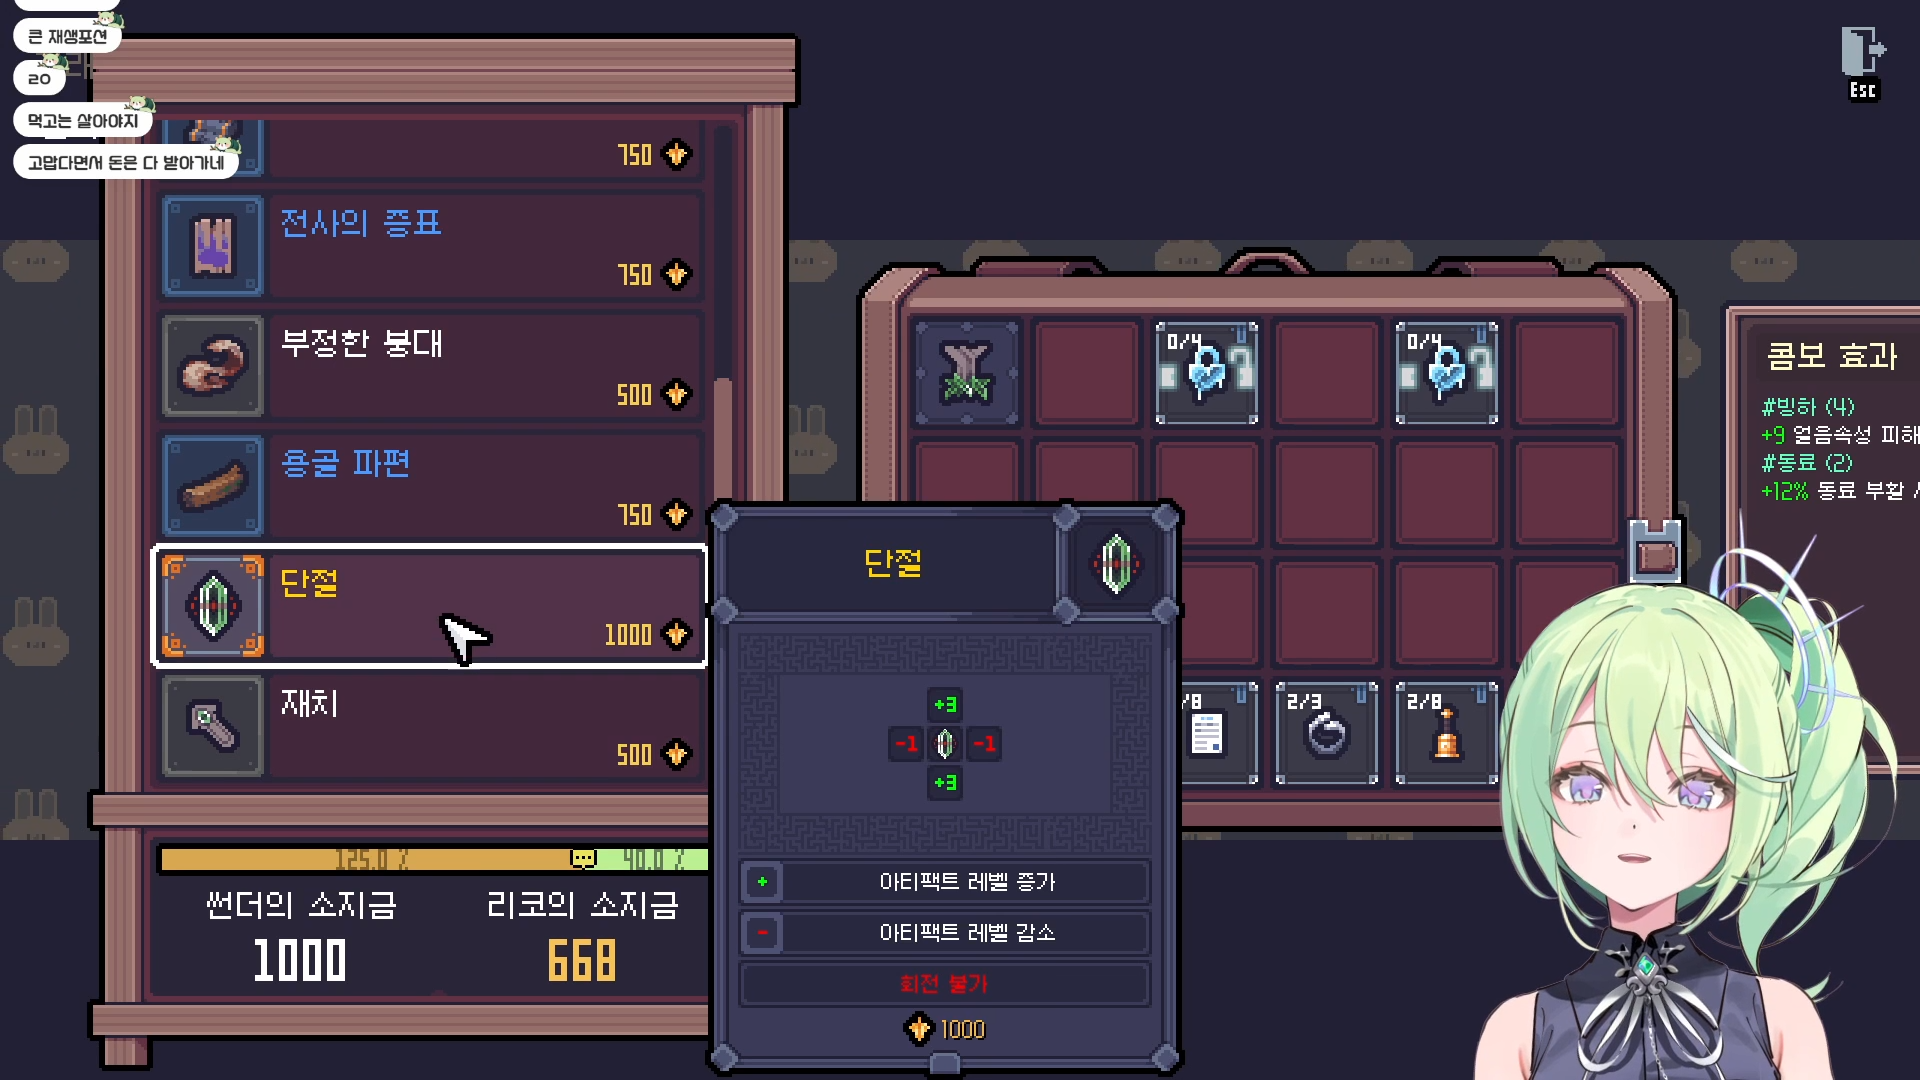 큰 재생포션
ㄹㅇ
먹고는 살아야지
고맙다면서 돈은 다 받아가네
Esc
750
전사의 증표
750
부정한 붕대
500
용골 파편
750
단절
1000
재치
500
125.0 %
40.0 %
썬더의 소지금
1000
리코의 소지금
668
단절
+3
-1
-1
+3
+
아티팩트 레벨 증가
-
아티팩트 레벨 감소
회전 불가
1000
0/4
0/4
/8
2/3
2/8
콤보 효과
#빙하 (4)
+9 얼음속성 피해
#동료 (2)
+12% 동료 부활